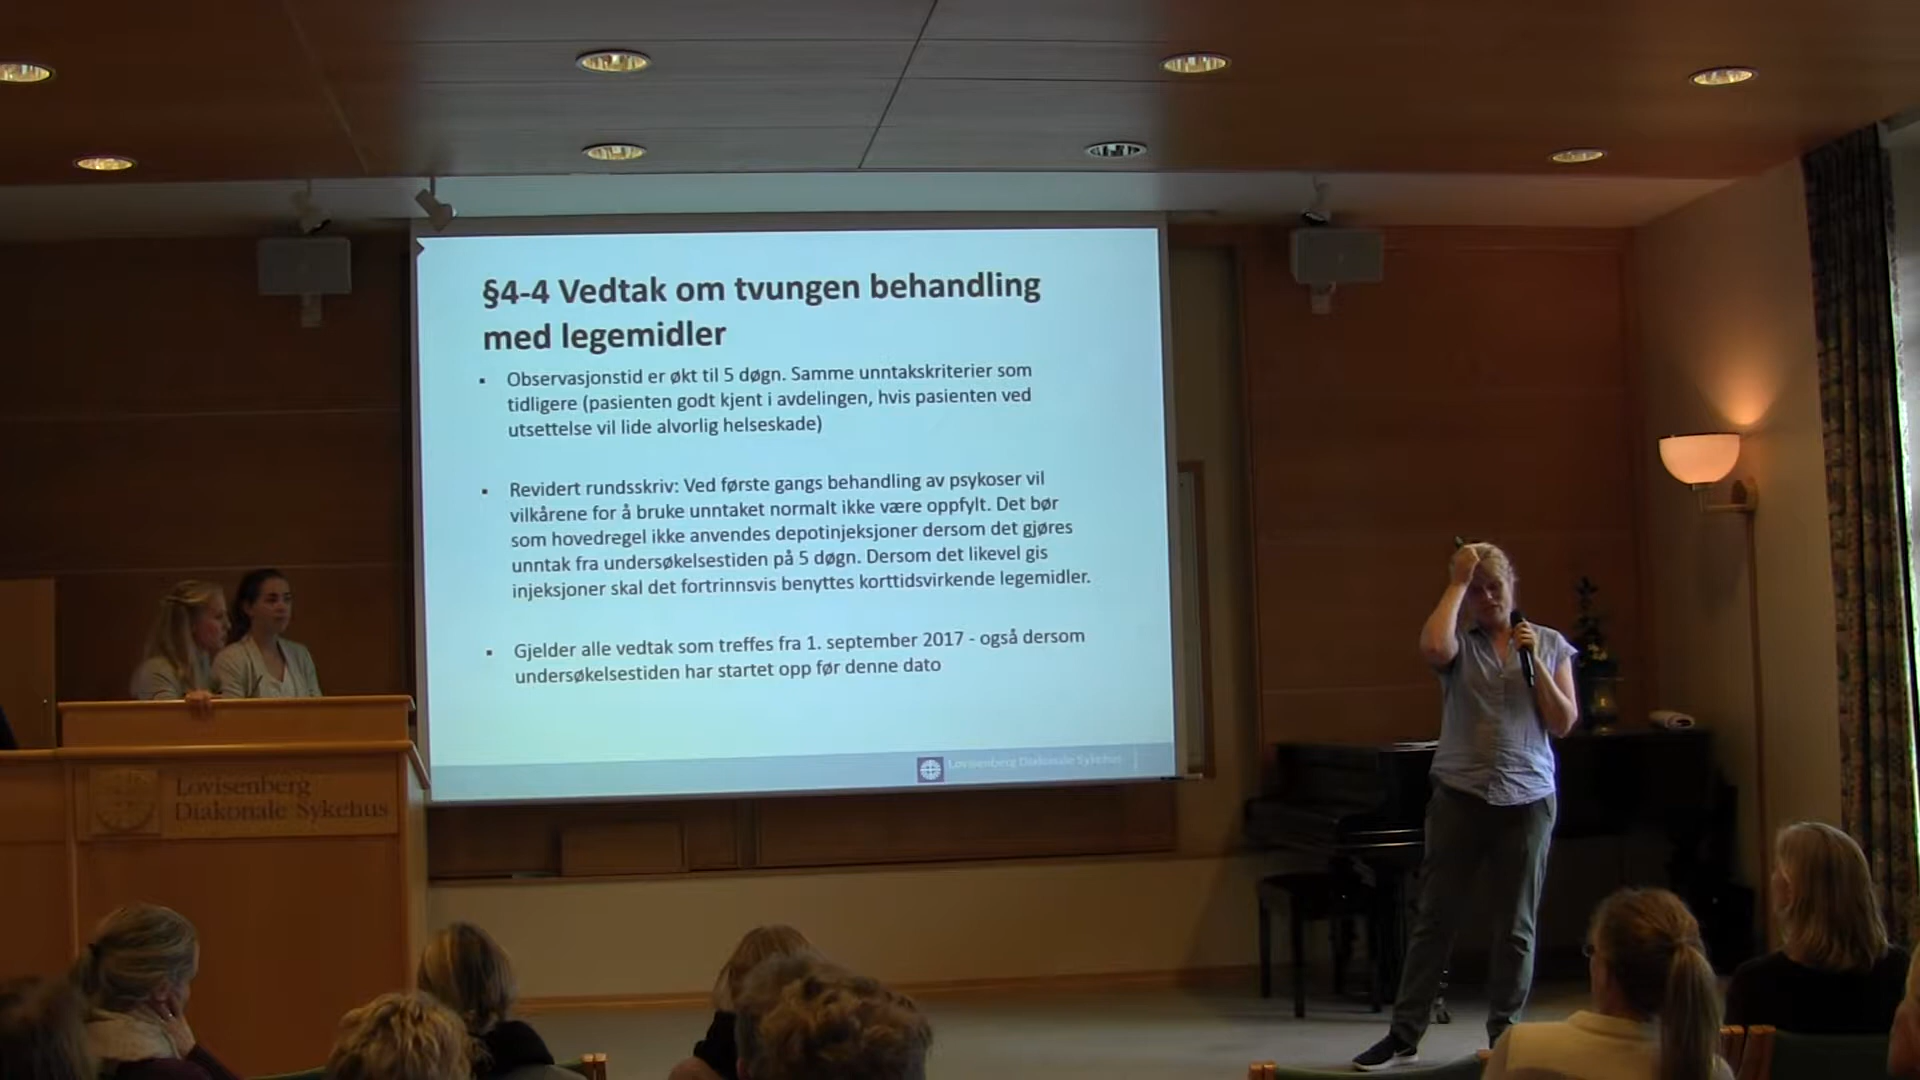 §4-4 Vedtak om tvungen behandling
med legemidler
▪ Observasjonstid er økt til 5 døgn. Samme unntakskriterier som
tidligere (pasienten godt kjent i avdelingen, hvis pasienten ved
utsettelse vil lide alvorlig helseskade)
▪ Revidert rundsskriv: Ved første gangs behandling av psykoser vil
vilkårene for å bruke unntaket normalt ikke være oppfylt. Det bør
som hovedregel ikke anvendes depotinjeksjoner dersom det gjøres
unntak fra undersøkelsestiden på 5 døgn. Dersom det likevel gis
injeksjoner skal det fortrinnsvis benyttes korttidsvirkende legemidler.
▪ Gjelder alle vedtak som treffes fra 1. september 2017 - også dersom
undersøkelsestiden har startet opp før denne dato
Lovisenberg Diakonale Sykehus
Lovisenberg
Diakonale Sykehus